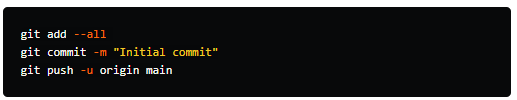 git add --all
git commit -m "Initial commit"
git push -u origin main